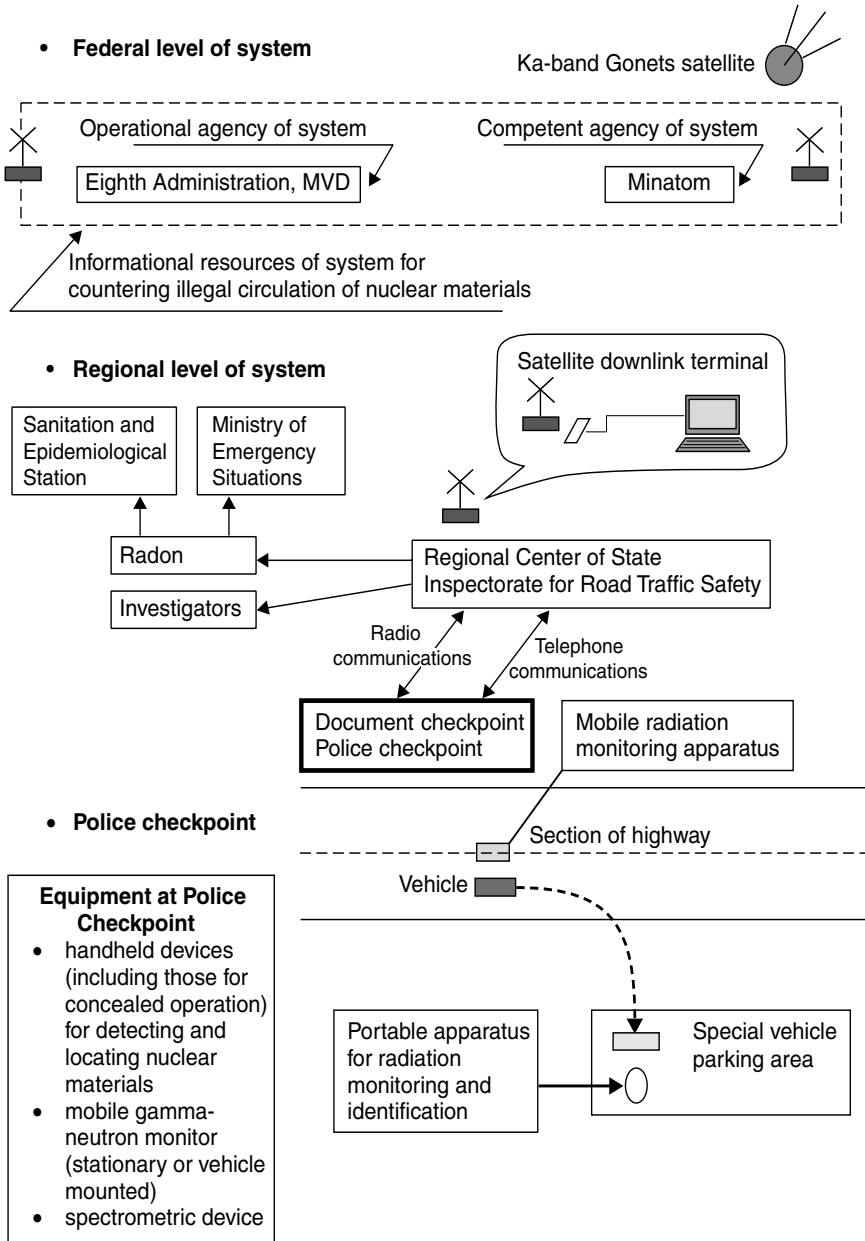 • Federal level of system
Ka-band Gonets satellite
Operational agency of system
Competent agency of system
Eighth Administration, MVD
Minatom
Informational resources of system for
countering illegal circulation of nuclear materials
• Regional level of system
Satellite downlink terminal
Sanitation and
Epidemiological
Station
Ministry of
Emergency
Situations
Radon
Investigators
Regional Center of State
Inspectorate for Road Traffic Safety
Radio
communications
Telephone
communications
Document checkpoint
Police checkpoint
Mobile radiation
monitoring apparatus
• Police checkpoint
Section of highway
Vehicle
Equipment at Police
Checkpoint
• handheld devices
(including those for
concealed operation)
for detecting and
locating nuclear
materials
• mobile gamma-
neutron monitor
(stationary or vehicle
mounted)
• spectrometric device
Portable apparatus
for radiation
monitoring and
identification
Special vehicle
parking area